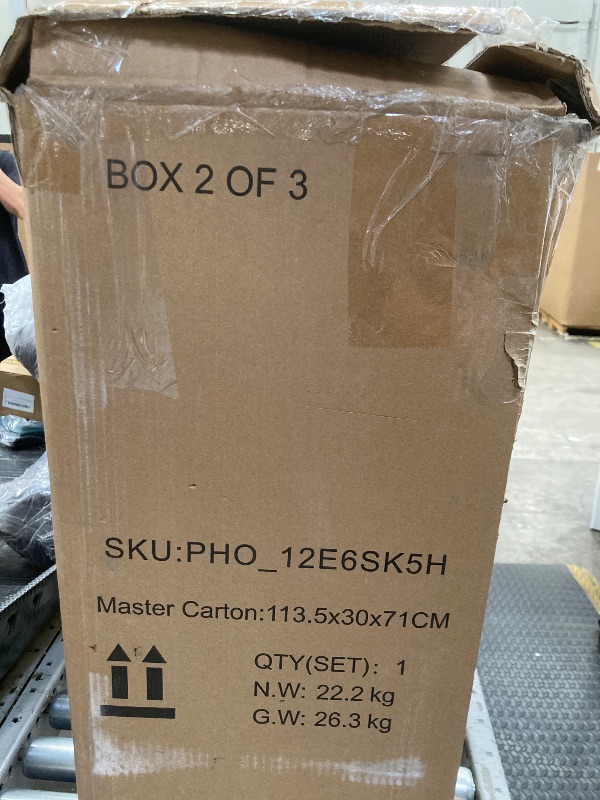 BOX 2 OF 3
SKU:PHO_12E6SK5H
Master Carton:113.5x30x71CM
QTY(SET): 1
N.W: 22.2 kg
G.W: 26.3 kg